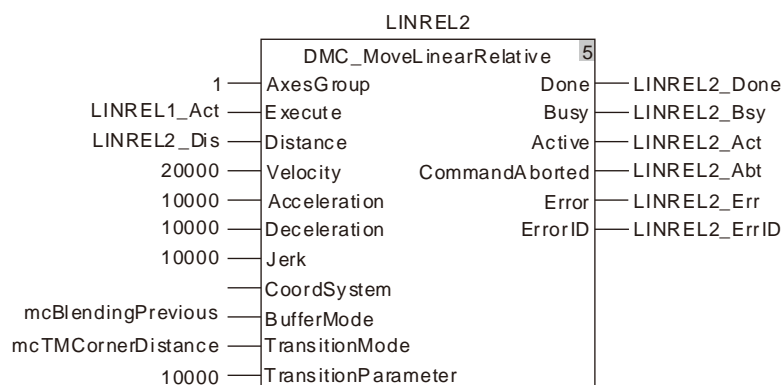 LINREL2
DMC_MoveLinearRelative 5
1 AxesGroup Done LINREL2_Done
LINREL1_Act Execute Busy LINREL2_Bsy
LINREL2_Dis Distance Active LINREL2_Act
20000 Velocity CommandAborted LINREL2_Abt
10000 Acceleration Error LINREL2_Err
10000 Deceleration ErrorID LINREL2_ErrID
10000 Jerk
CoordSystem
mcBlendingPrevious BufferMode
mcTMCornerDistance TransitionMode
10000 TransitionParameter